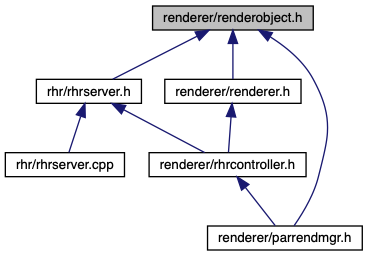 renderer/renderobject.h
rhr/rhrserver.h
renderer/renderer.h
rhr/rhrserver.cpp
renderer/rhrcontroller.h
renderer/parrendmgr.h